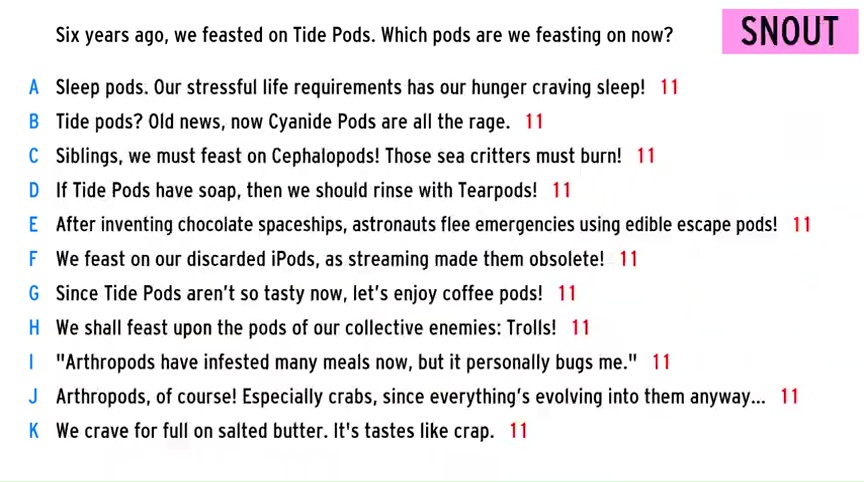 Six years ago, we feasted on Tide Pods. Which pods are we feasting on now?
SNOUT
A Sleep pods. Our stressful life requirements has our hunger craving sleep! 11
B Tide pods? Old news, now Cyanide Pods are all the rage. 11
C Siblings, we must feast on Cephalopods! Those sea critters must burn! 11
D If Tide Pods have soap, then we should rinse with Tearpods! 11
E After inventing chocolate spaceships, astronauts flee emergencies using edible escape pods! 11
F We feast on our discarded iPods, as streaming made them obsolete! 11
G Since Tide Pods aren't so tasty now, let's enjoy coffee pods! 11
H We shall feast upon the pods of our collective enemies: Trolls! 11
I "Arthropods have infested many meals now, but it personally bugs me." 11
J Arthropods, of course! Especially crabs, since everything's evolving into them anyway... 11
K We crave for full on salted butter. It's tastes like crap. 11